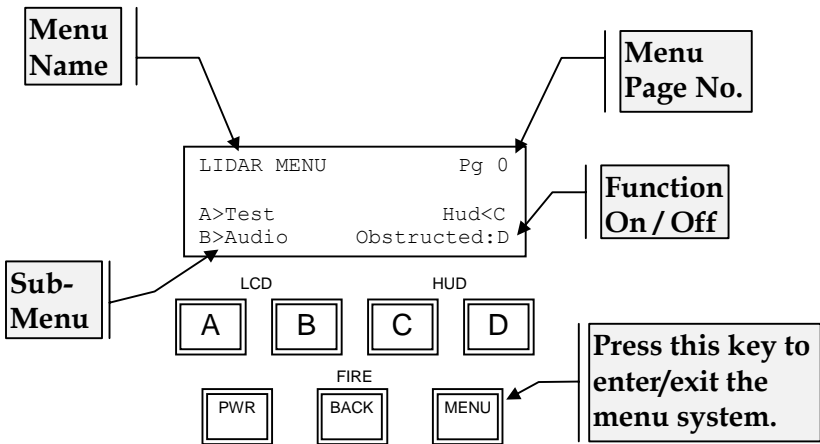 Menu
Name
Menu
Page No.
LIDAR MENU Pg 0
A>Test Hud<C
B>Audio Obstructed:D
Function
On / Off
Sub-
Menu
LCD HUD
A B C D
FIRE
PWR BACK MENU
Press this key to
enter/exit the
menu system.